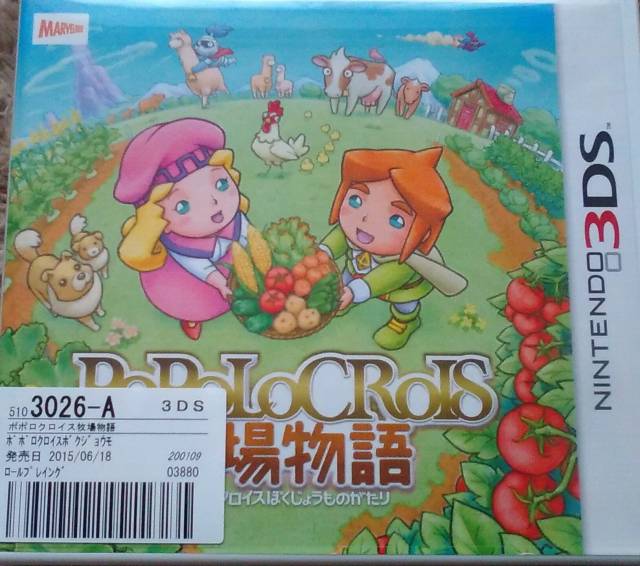 MARVELOUS!
NINTENDO 3DS™
PoPoLoCRoIS
場物語
クロイスぼくじょうものがたり
510 3026-A 3DS
ポポロクロイス牧場物語
ポポロクロイスボクジョウモ
発売日 2015/06/18 200109
ロールプレイング 03880